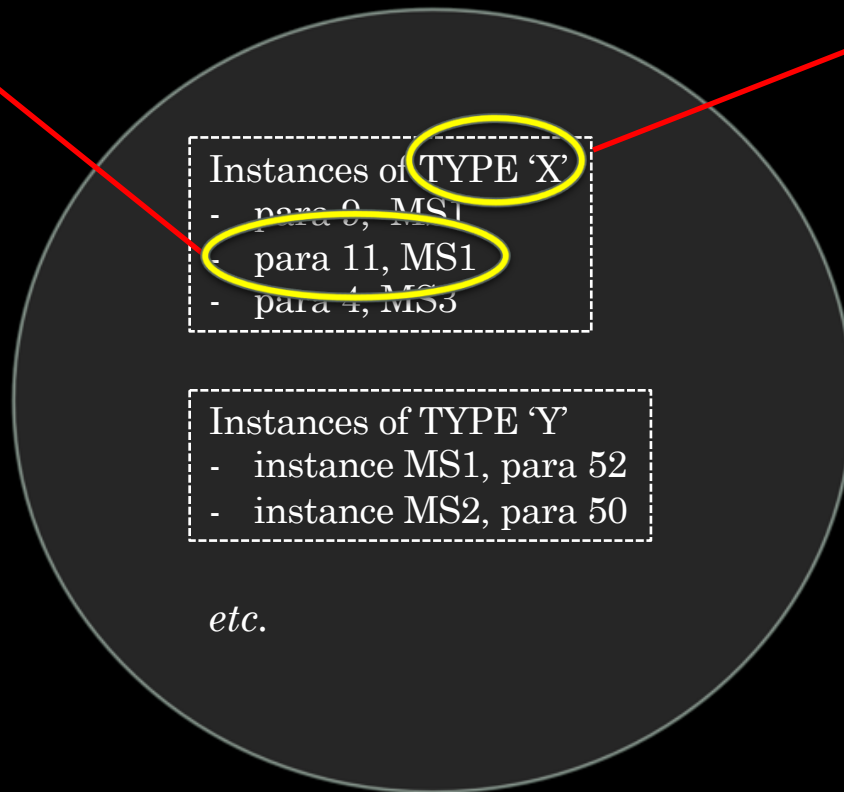 Instances of TYPE ‘X’
- para 9, MS1
- para 11, MS1
- para 4, MS3
Instances of TYPE ‘Y’
- instance MS1, para 52
- instance MS2, para 50
etc.